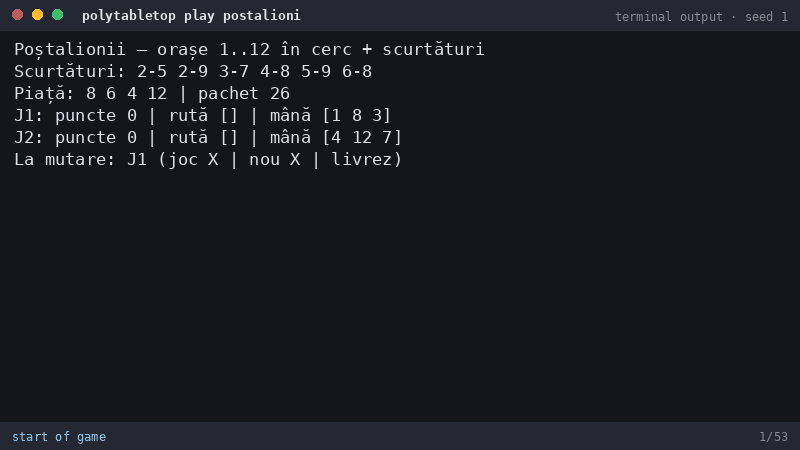 polytabletop play postalioni
terminal output · seed 1
Poștalionii — orașe 1..12 în cerc + scurtături
Scurtături: 2-5 2-9 3-7 4-8 5-9 6-8
Piață: 8 6 4 12 | pachet 26
J1: puncte 0 | rută [] | mână [1 8 3]
J2: puncte 0 | rută [] | mână [4 12 7]
La mutare: J1 (joc X | nou X | livrez)
start of game
1/53